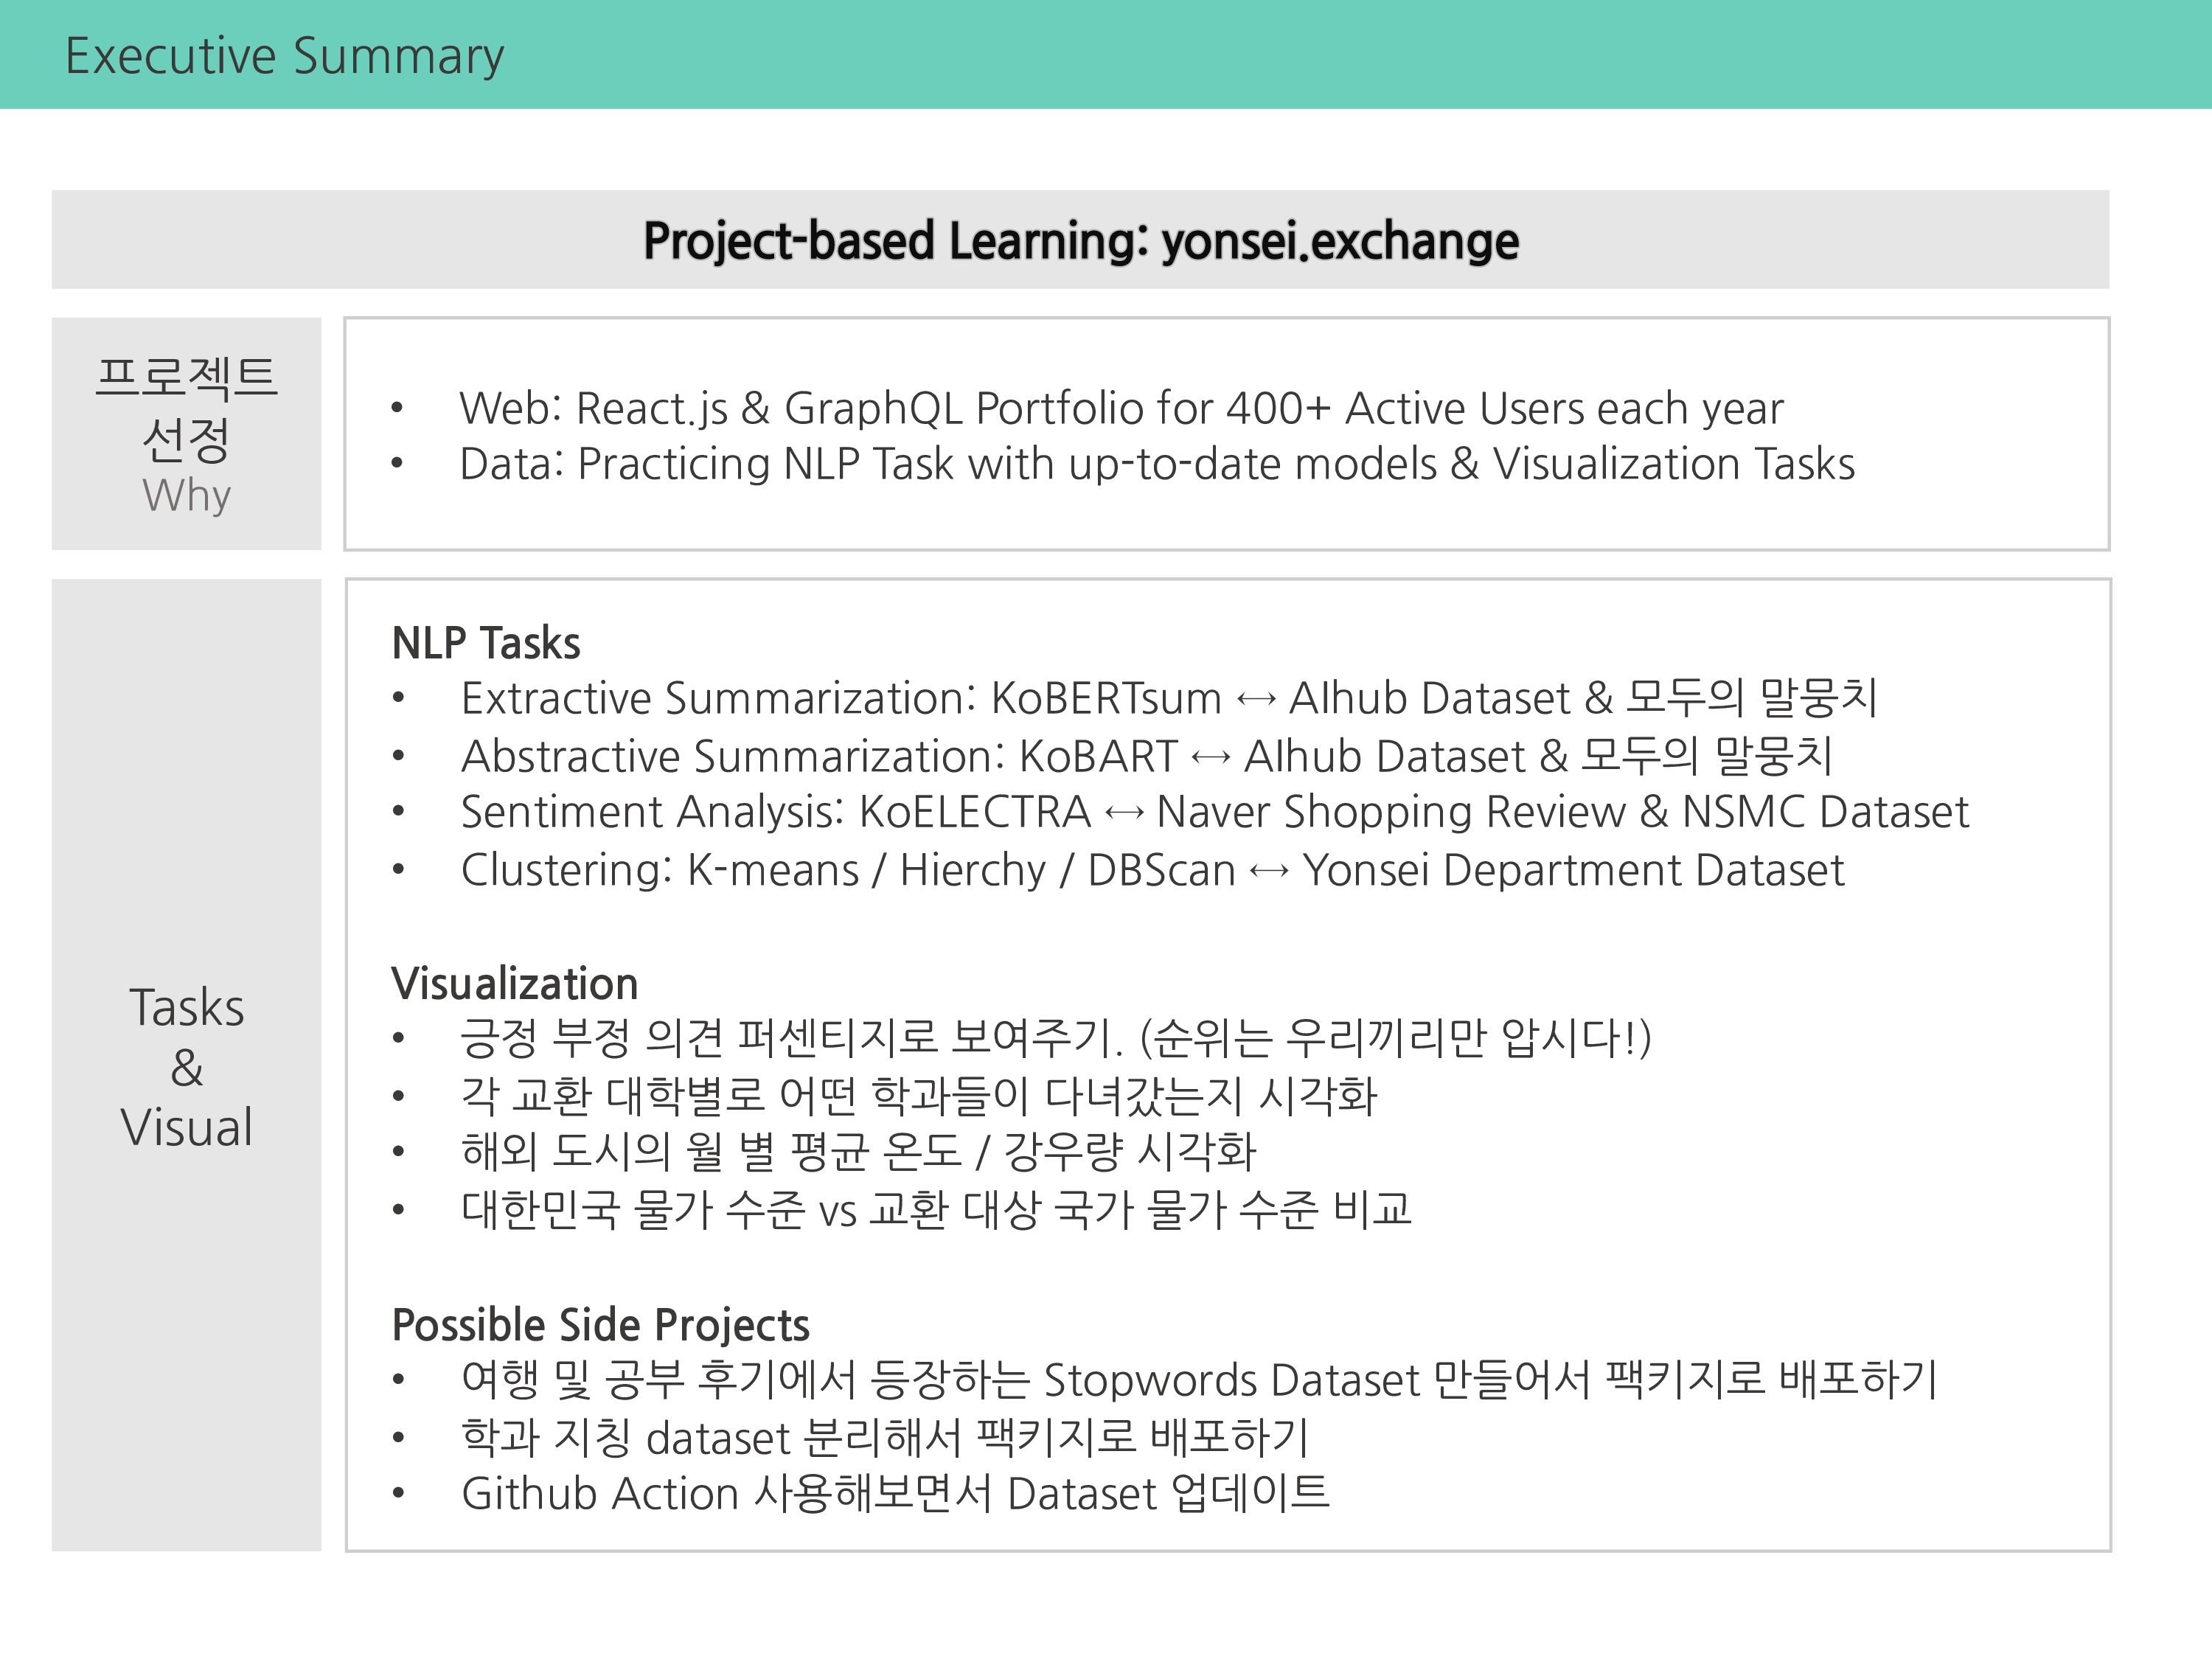 Executive Summary
Project-based Learning: yonsei.exchange
프로젝트
선정
Why
• Web: React.js & GraphQL Portfolio for 400+ Active Users each year
• Data: Practicing NLP Task with up-to-date models & Visualization Tasks
Tasks
&
Visual
NLP Tasks
• Extractive Summarization: KoBERTsum ↔ AIhub Dataset & 모두의 말뭉치
• Abstractive Summarization: KoBART ↔ AIhub Dataset & 모두의 말뭉치
• Sentiment Analysis: KoELECTRA ↔ Naver Shopping Review & NSMC Dataset
• Clustering: K-means / Hierchy / DBScan ↔ Yonsei Department Dataset
Visualization
•긍정 부정 의견 퍼센티지로 보여주기. (순위는 우리끼리만 압시다!)
• 각 교환 대학별로 어떤 학과들이 다녀갔는지 시각화
• 해외 도시의 월 별 평균 온도 / 강우량 시각화
• 대한민국 물가 수준 vs 교환 대상 국가 물가 수준 비교
Possible Side Projects
• 여행 및 공부 후기에서 등장하는 Stopwords Dataset 만들어서 팩키지로 배포하기
• 학과 지칭 dataset 분리해서 팩키지로 배포하기
• Github Action 사용해보면서 Dataset 업데이트